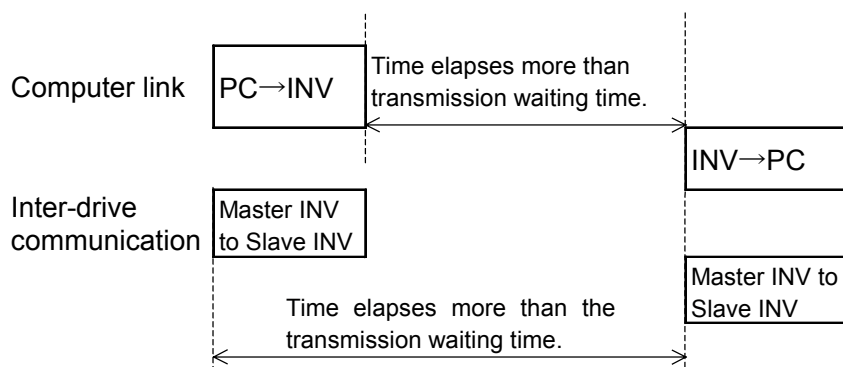 Computer link
PC→INV
Time elapses more than
transmission waiting time.
INV→PC
Inter-drive
communication
Master INV
to Slave INV
Master INV to
Slave INV
Time elapses more than the
transmission waiting time.